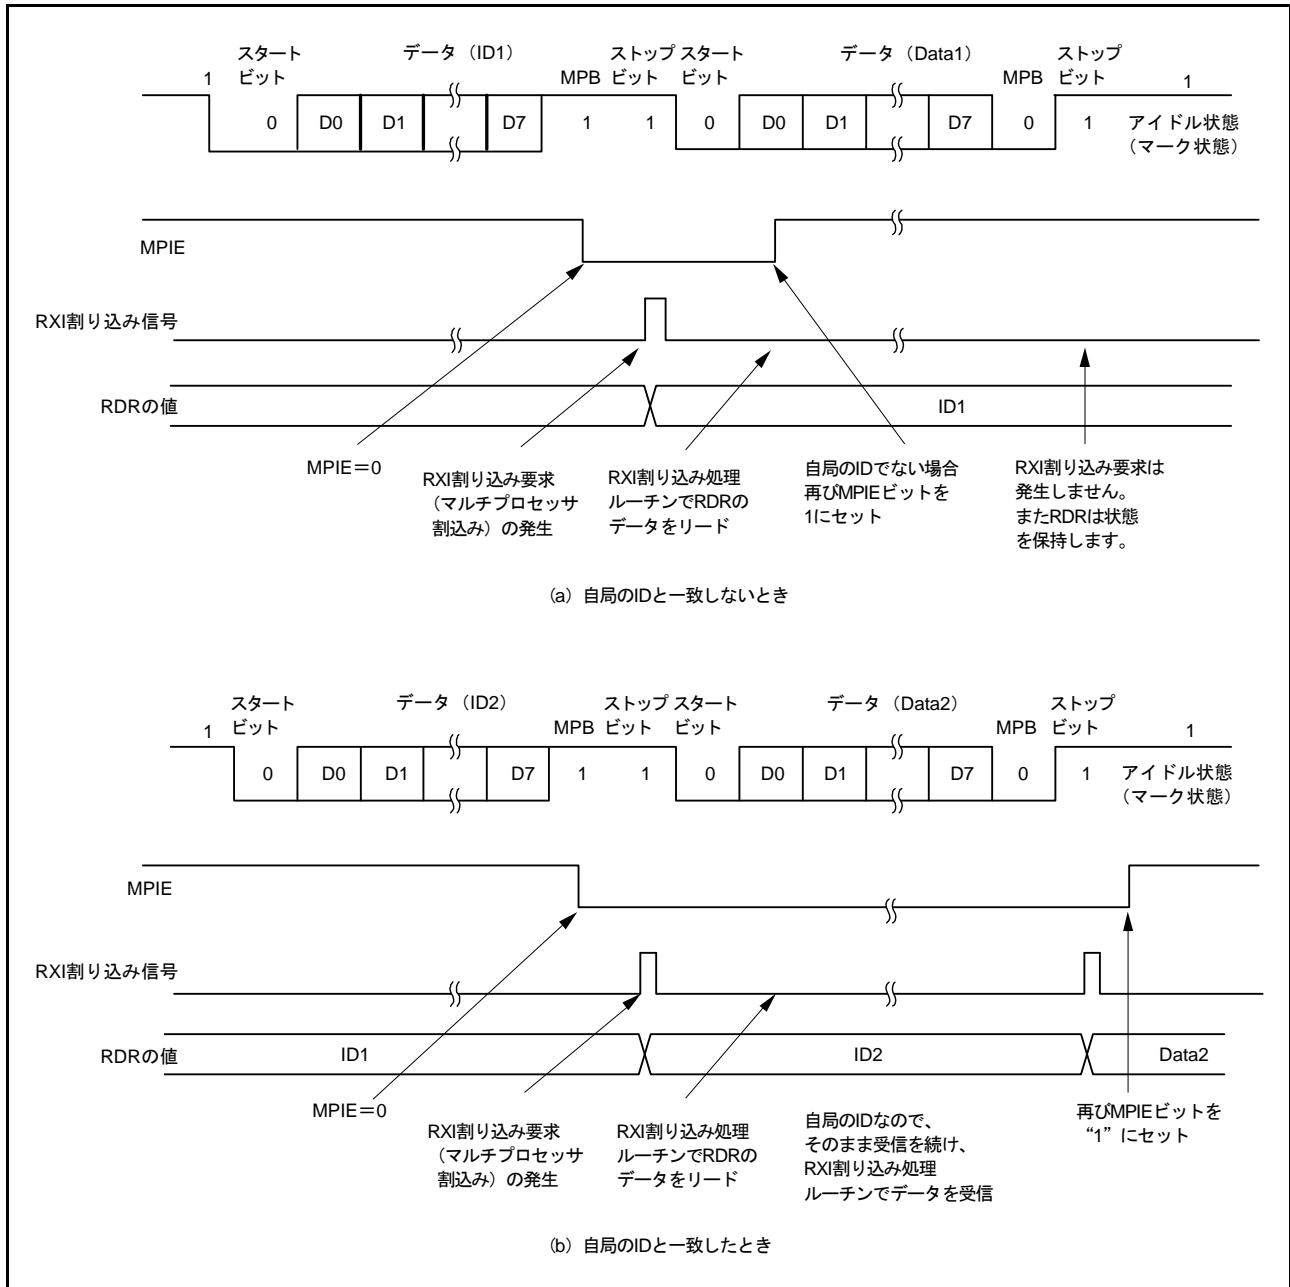 スタート データ（ID1） ストップ スタート データ（Data1） ストップ
1 ビット MPB ビット ビット MPB ビット 1
0 D0 D1 D7 1 1 0 D0 D1 D7 0 1 アイドル状態
（マーク状態）
MPIE
RXI割り込み信号
RDRの値 ID1
MPIE＝0
RXI割り込み要求
（マルチプロセッサ
割込み）の発生
RXI割り込み処理
ルーチンでRDRの
データをリード
自局のIDでない場合
再びMPIEビットを
1にセット
RXI割り込み要求は
発生しません。
またRDRは状態
を保持します。
(a) 自局のIDと一致しないとき
スタート データ（ID2） ストップ スタート データ（Data2） ストップ
1 ビット MPB ビット ビット MPB ビット 1
0 D0 D1 D7 1 1 0 D0 D1 D7 0 1 アイドル状態
（マーク状態）
MPIE
RXI割り込み信号
RDRの値 ID1 ID2 Data2
MPIE＝0
RXI割り込み要求
（マルチプロセッサ
割込み）の発生
RXI割り込み処理
ルーチンでRDRの
データをリード
自局のIDなので、
そのまま受信を続け、
RXI割り込み処理
ルーチンでデータを受信
再びMPIEビットを
“1”にセット
(b) 自局のIDと一致したとき